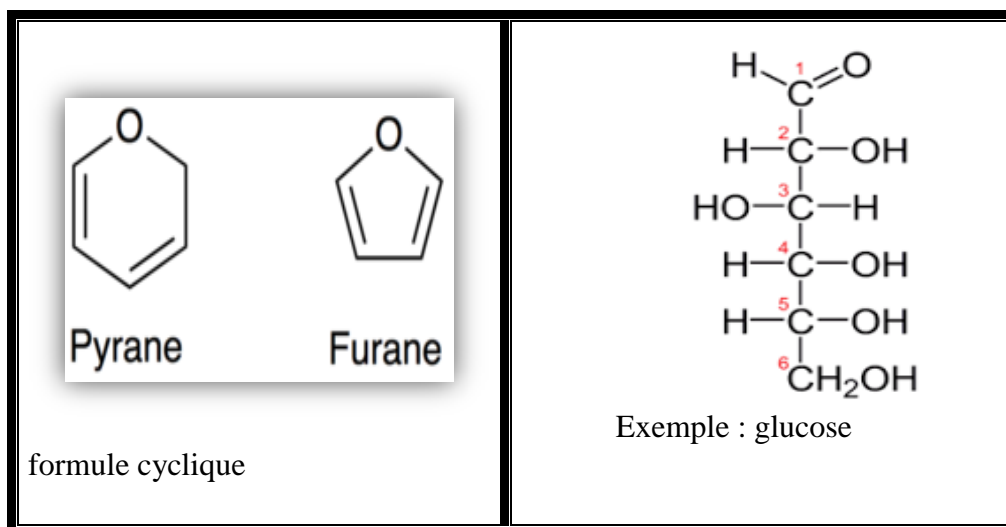 O
O
Pyrane
Furane
formule cyclique
H
1
C
O
2
H
C
OH
3
HO
C
H
4
H
C
OH
5
H
C
OH
6
CH₂OH
Exemple : glucose